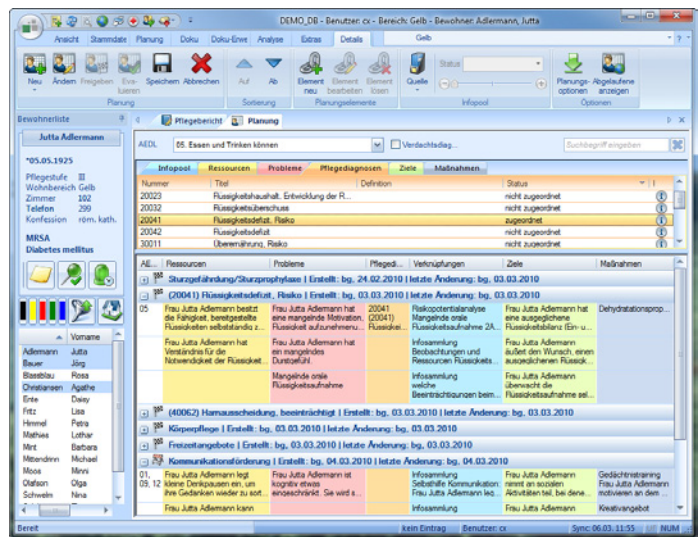 DEMO_DB - Benutzer: cx - Bereich: Gelb - Bewohner: Adlermann, Jutta
Ansicht Stammdate Planung Doku Doku-Erwe Analyse Extras Details Gelb
Neu Ändern Freigeben Eva-lueren Speichern Abbrechen
Auf Ab
Element neu Element bearbeiten Element lösen
Quelle
Status
Planungs-optionen Abgelaufene anzeigen
Planung Sortierung Planungselemente Infopool Optionen
Bewohnerliste
Pflegebericht Planung
Jutta Adlermann
AEDL 05. Essen und Trinken können Verdachtsdiag... Suchbegriff eingeben
*05.05.1925
Pflegestufe III
Wohnbereich Gelb
Zimmer 102
Telefon 299
Konfession röm. kath.
MRSA
Diabetes mellitus
Infopool Ressourcen Probleme Pflegediagnosen Ziele Maßnahmen
Nummer Titel Definition Status
20023 Flüssigkeitshaushalt, Entwicklung der R... nicht zugeordnet
20032 Flüssigkeitsüberschuss nicht zugeordnet
20041 Flüssigkeitsdefizit, Risiko zugeordnet
20042 Flüssigkeitsdefizit nicht zugeordnet
30011 Überernährung, Risiko nicht zugeordnet
AE... Ressourcen Probleme Pflegedi... Verknüpfungen Ziele Maßnahmen
Sturzgefährdung/Sturzprophylaxe | Erstellt: bg, 24.02.2010 | letzte Änderung: bg, 03.03.2010
(20041) Flüssigkeitsdefizit, Risiko | Erstellt: bg, 03.03.2010 | letzte Änderung: bg, 03.03.2010
05 Frau Jutta Adlermann besitzt Frau Jutta Adlermann hat 20041 Risikopotentialanalyse Frau Jutta Adlermann hat Dehydratationsprop...
die Fähigkeit, bereitgestellte eine mangelnde Motivation, (20041) Mangelnde orale eine ausgeglichene
Flüssigkeiten selbstständig z... Flüssigkeit aufzunehmenu... Flüssigkei... Flüssigkeitsaufnahme 2A... Flüssigkeitsbilanz (Ein- u...
Frau Jutta Adlermann hat Frau Jutta Adlermann hat Infosammlung Frau Jutta Adlermann
Verständnis für die ein mangelndes Beobachtungen und äußert den Wunsch, einen
Notwendigkeit der Flüssigkeit... Durstgefühl. Ressourcen Flüssigkeits... ausgeglichenen Flüssigk...
Mangelnde orale Infosammlung Frau Jutta Adlermann
Flüssigkeitsaufnahme welche überwacht die
Beeinträchtigungen beim... Flüssigkeitsaufnahme sel...
(40062) Harnausscheidung, beeinträchtigt | Erstellt: bg, 03.03.2010 | letzte Änderung: bg, 03.03.2010
Körperpflege | Erstellt: bg, 03.03.2010 | letzte Änderung: bg, 03.03.2010
Freizeitangebote | Erstellt: bg, 03.03.2010 | letzte Änderung: bg, 03.03.2010
Kommunikationsförderung | Erstellt: bg, 04.03.2010 | letzte Änderung: bg, 04.03.2010
01, Frau Jutta Adlermann legt Frau Jutta Adlermann ist Infosammlung Frau Jutta Adlermann Gedächtnistraining
09, 12 kleine Denkpausen ein, um kognitiv etwas Selbsthilfe Kommunikation: nimmt an sozialen Frau Jutta Adlermann
ihre Gedanken wieder zu sort... eingeschränkt. Sie wird s... Frau Jutta Adlermann leg... Aktivitäten teil, bei dene... motivieren an dem ...
Frau Jutta Adlermann kann Infosammlung Frau Jutta Adlermann Kreativangebot
Vorname
Adlermann Jutta
Bauer Jörg
Blassblau Rosa
Christiansen Agathe
Ente Daisy
Fritz Lisa
Himmel Petra
Mathies Lothar
Mint Barbara
Mittendrinn Michael
Moos Minni
Olafson Olga
Schwelm Nina
Bereit kein Eintrag Benutzer: cx Sync: 06.03. 11:55 UF NUM